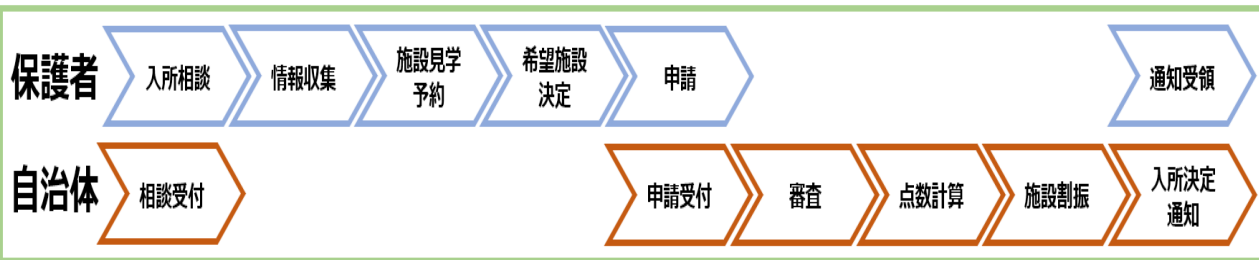 保護者
入所相談
情報収集
施設見学
予約
希望施設
決定
申請
通知受領
自治体
相談受付
申請受付
審査
点数計算
施設割振
入所決定
通知